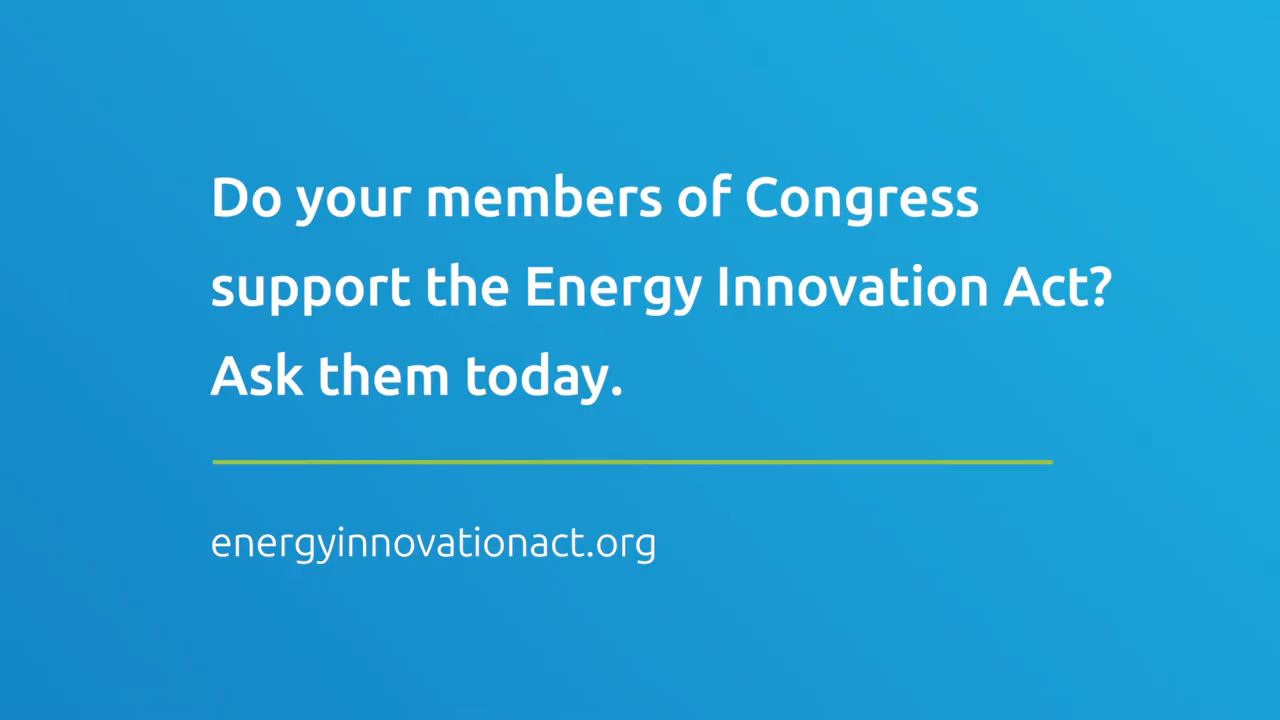 Do your members of Congress
support the Energy Innovation Act?
Ask them today.
energyinnovationact.org